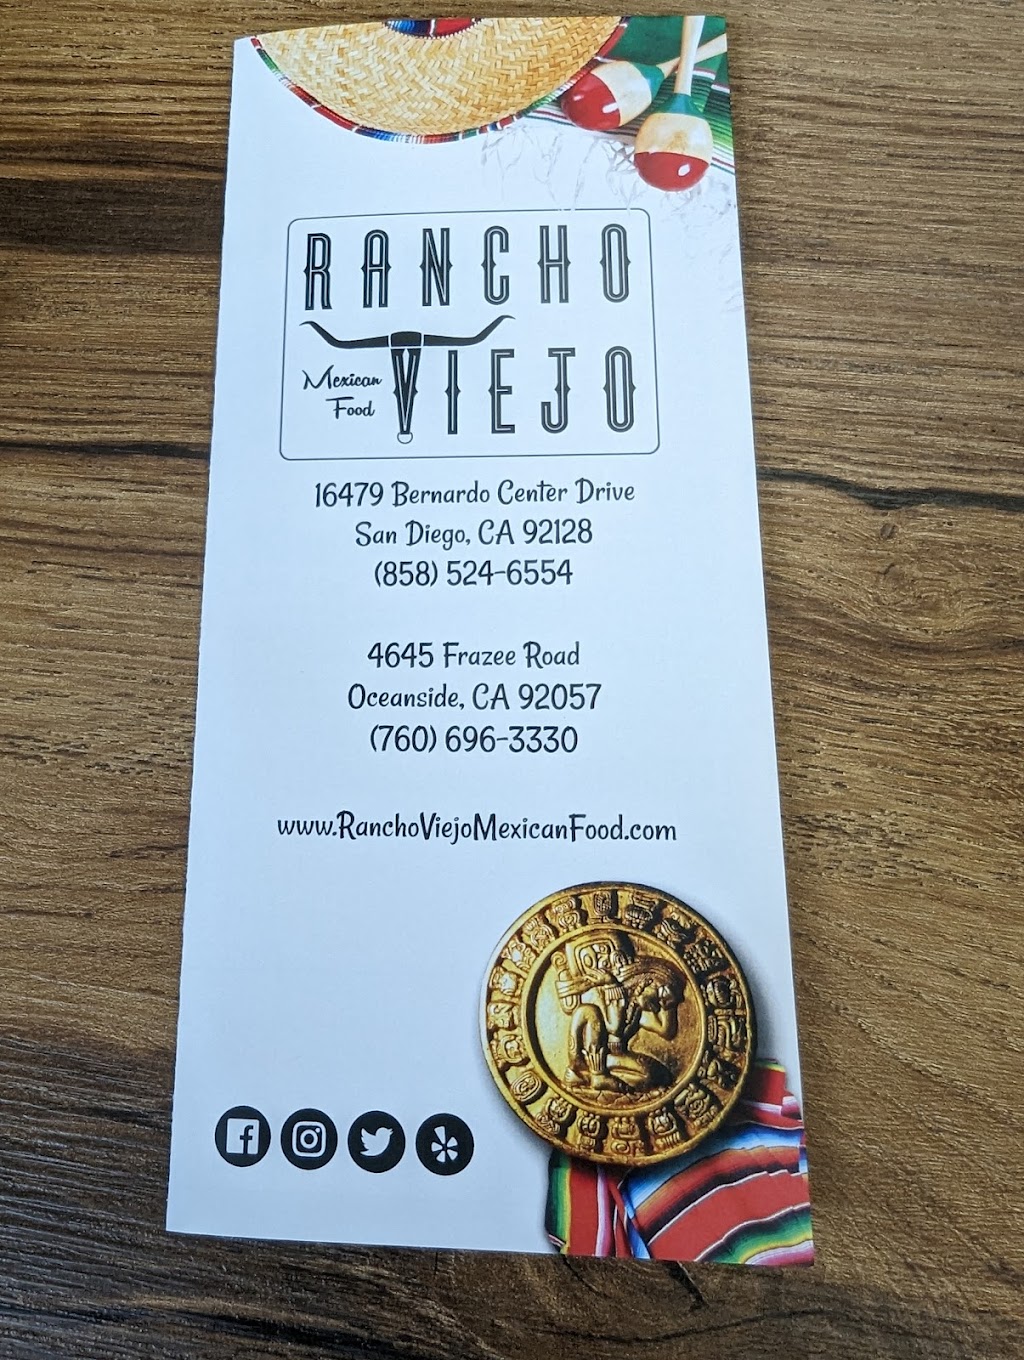 RANCHO
VIEJO
Mexican
Food
16479 Bernardo Center Drive
San Diego, CA 92128
(858) 524-6554
4645 Frazee Road
Oceanside, CA 92057
(760) 696-3330
www.RanchoViejoMexicanFood.com